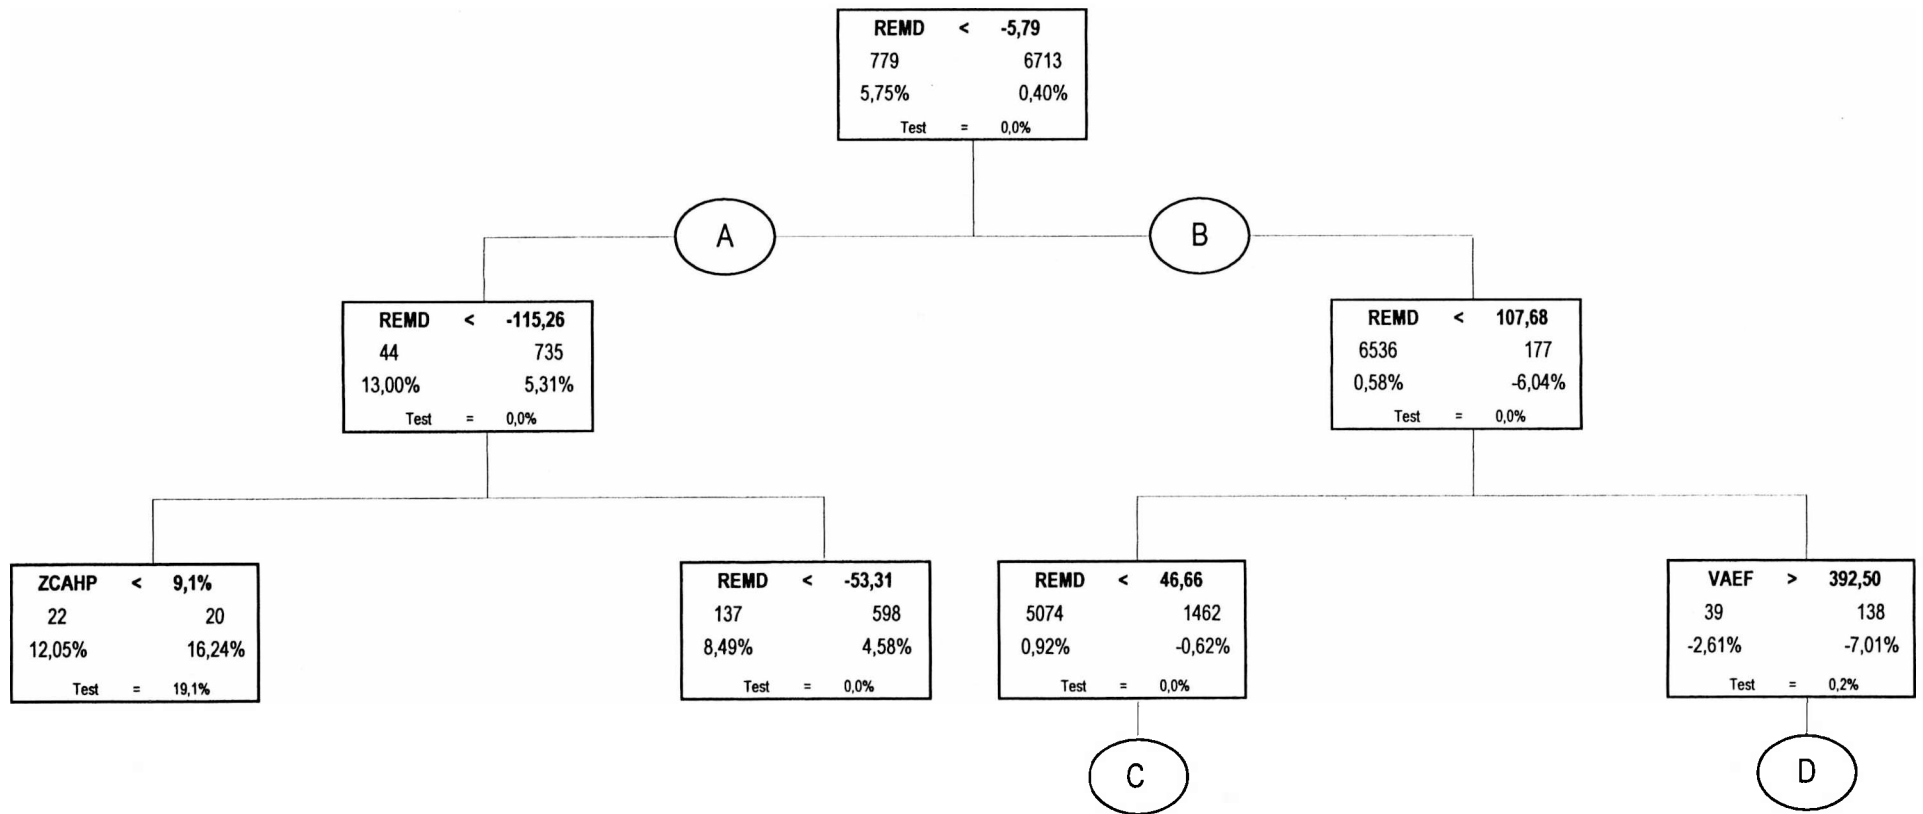 REMD < -5,79
779 6713
5,75% 0,40%
Test = 0,0%
A
B
REMD < -115,26
44 735
13,00% 5,31%
Test = 0,0%
REMD < 107,68
6536 177
0,58% -6,04%
Test = 0,0%
ZCAHP < 9,1%
22 20
12,05% 16,24%
Test = 19,1%
REMD < -53,31
137 598
8,49% 4,58%
Test = 0,0%
REMD < 46,66
5074 1462
0,92% -0,62%
Test = 0,0%
VAEF > 392,50
39 138
-2,61% -7,01%
Test = 0,2%
C
D